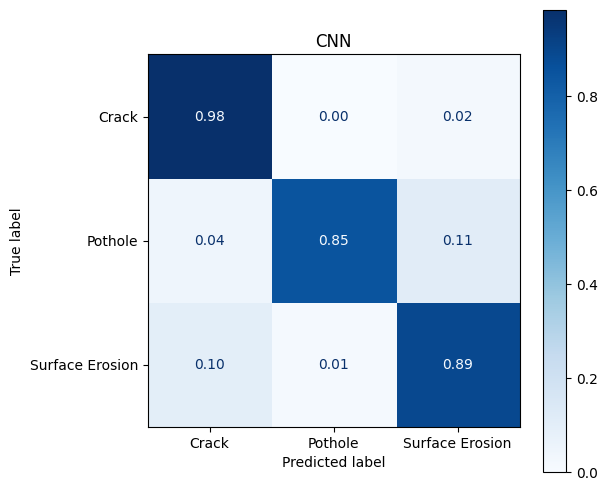 CNN
True label
Crack
0.98
0.00
0.02
Pothole
0.04
0.85
0.11
Surface Erosion
0.10
0.01
0.89
Crack
Pothole
Surface Erosion
Predicted label
0.8
0.6
0.4
0.2
0.0